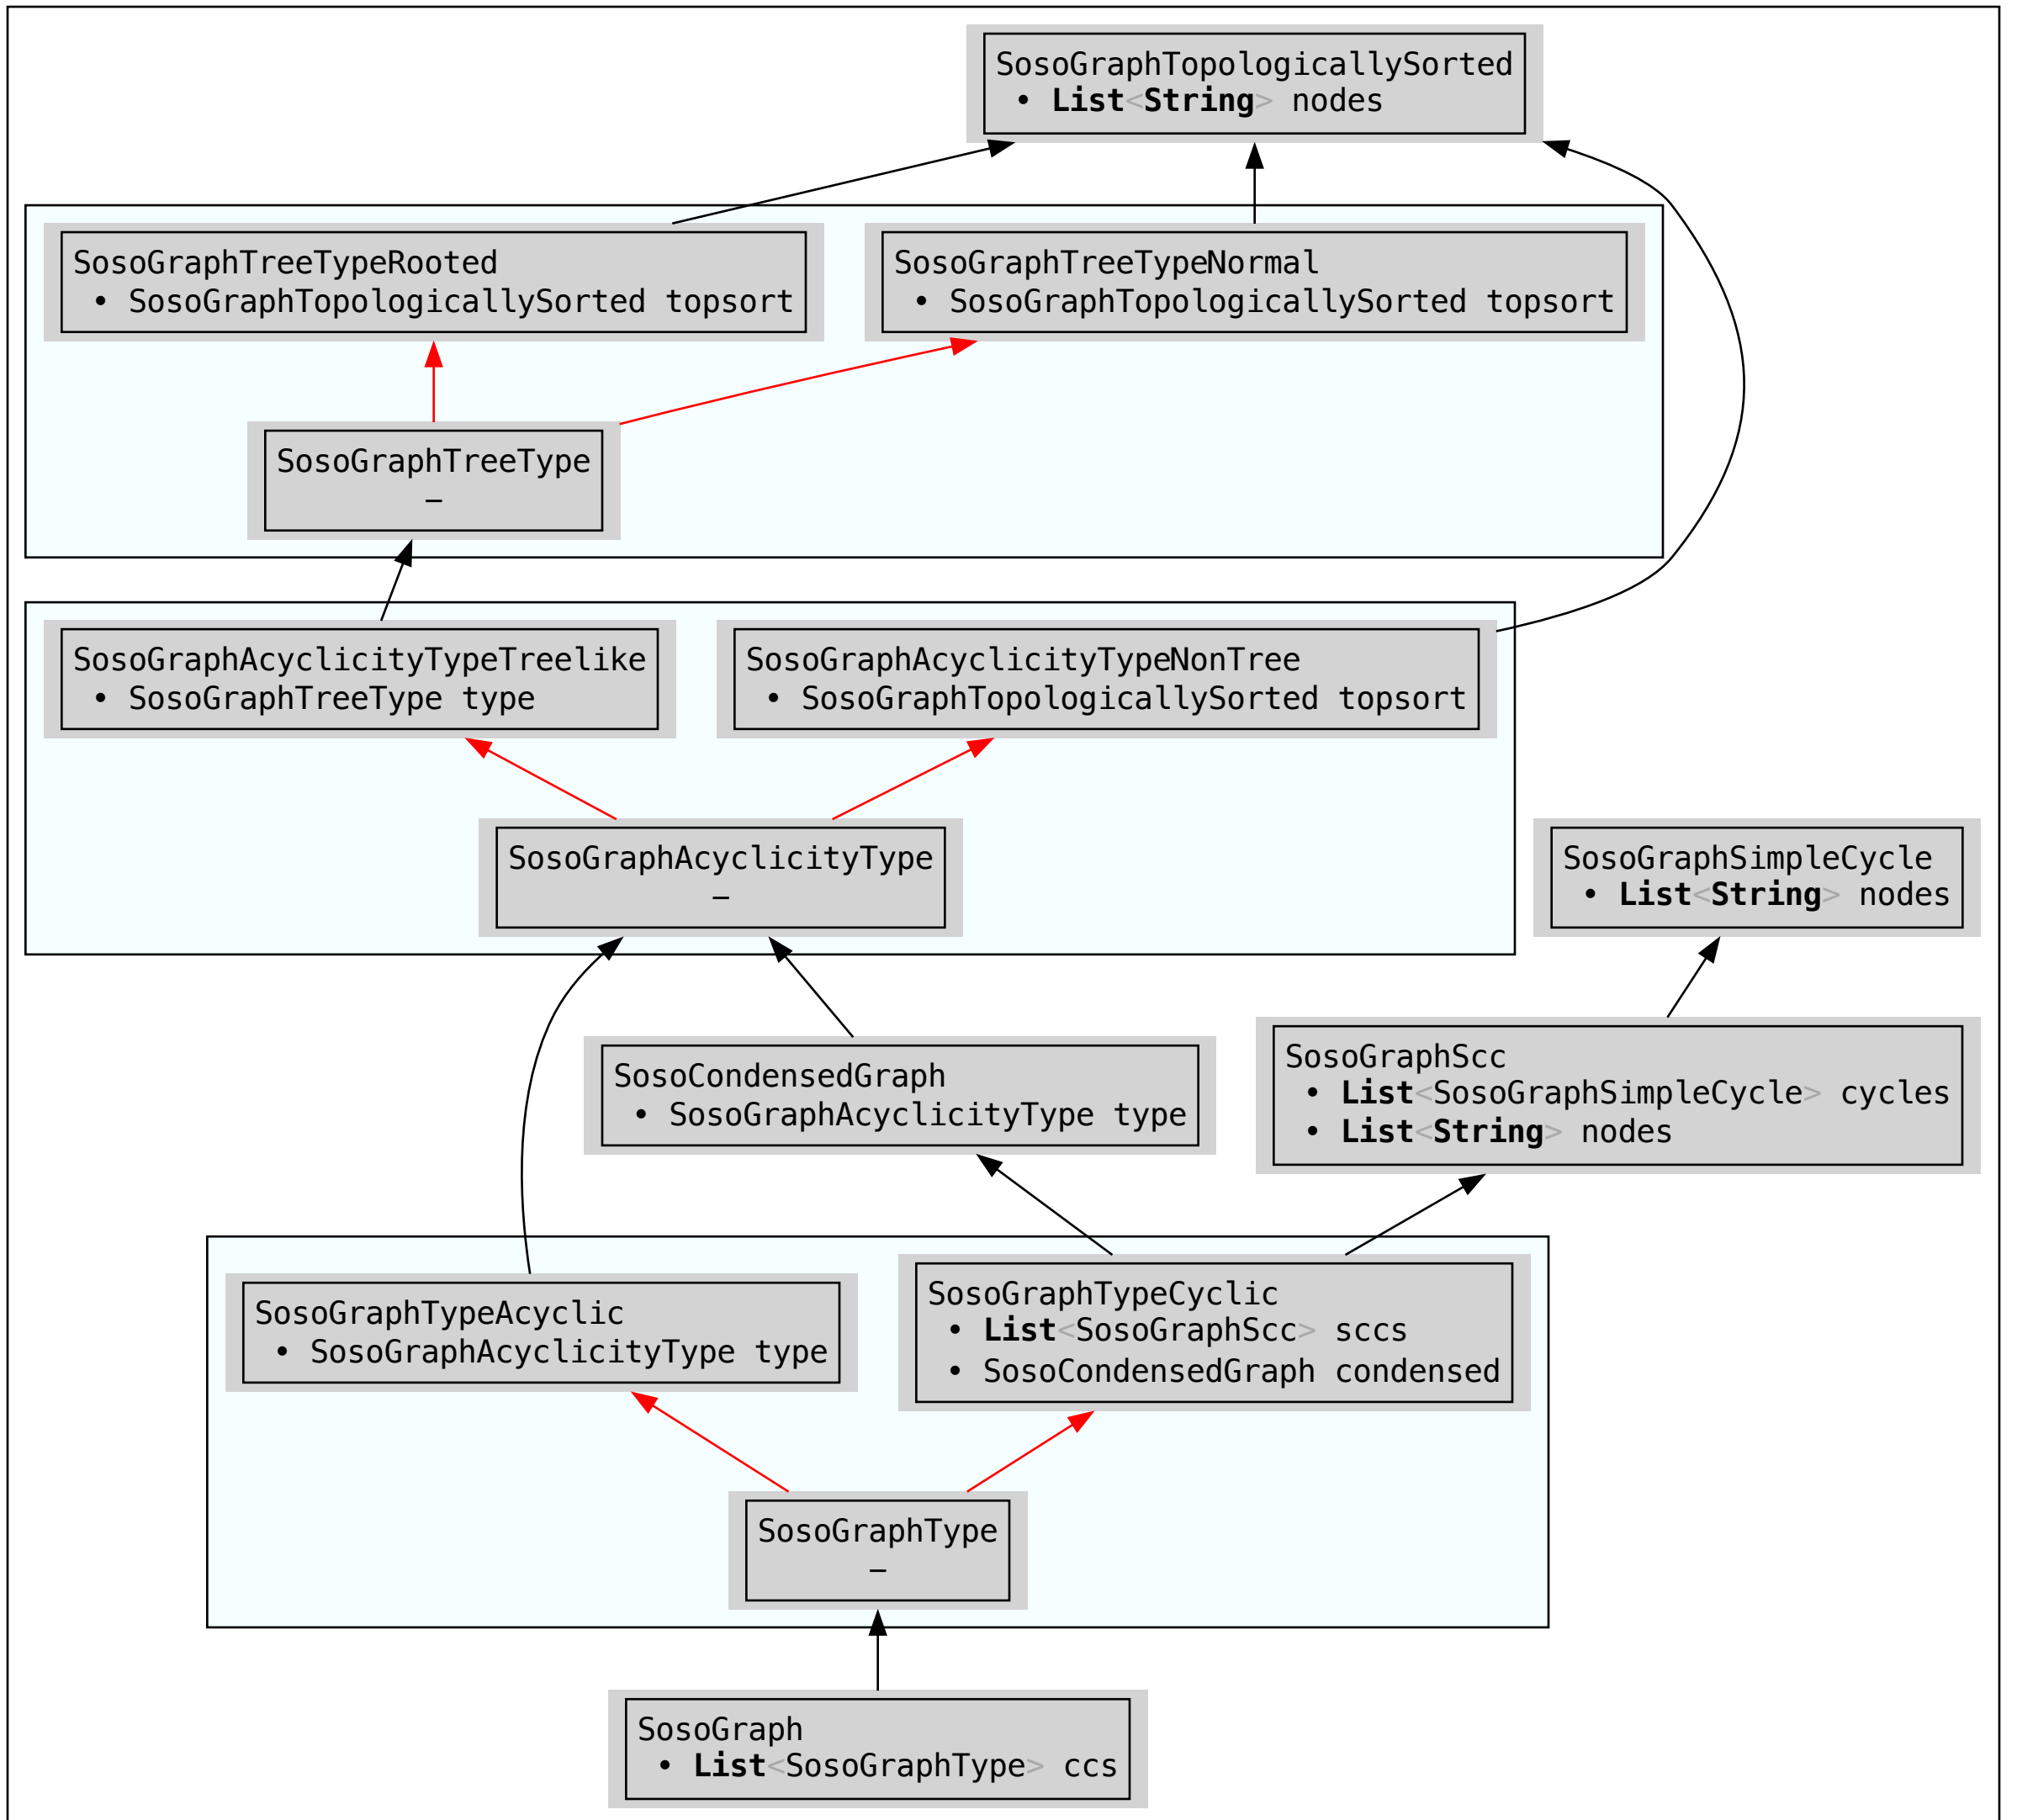 SosoGraphTopologicallySorted
• List<String> nodes
SosoGraphTreeTypeRooted
• SosoGraphTopologicallySorted topsort
SosoGraphTreeTypeNormal
• SosoGraphTopologicallySorted topsort
SosoGraphTreeType
–
SosoGraphAcyclicityTypeTreelike
• SosoGraphTreeType type
SosoGraphAcyclicityTypeNonTree
• SosoGraphTopologicallySorted topsort
SosoGraphAcyclicityType
–
SosoGraphSimpleCycle
• List<String> nodes
SosoCondensedGraph
• SosoGraphAcyclicityType type
SosoGraphScc
• List<SosoGraphSimpleCycle> cycles
• List<String> nodes
SosoGraphTypeAcyclic
• SosoGraphAcyclicityType type
SosoGraphTypeCyclic
• List<SosoGraphScc> sccs
• SosoCondensedGraph condensed
SosoGraphType
–
SosoGraph
• List<SosoGraphType> ccs